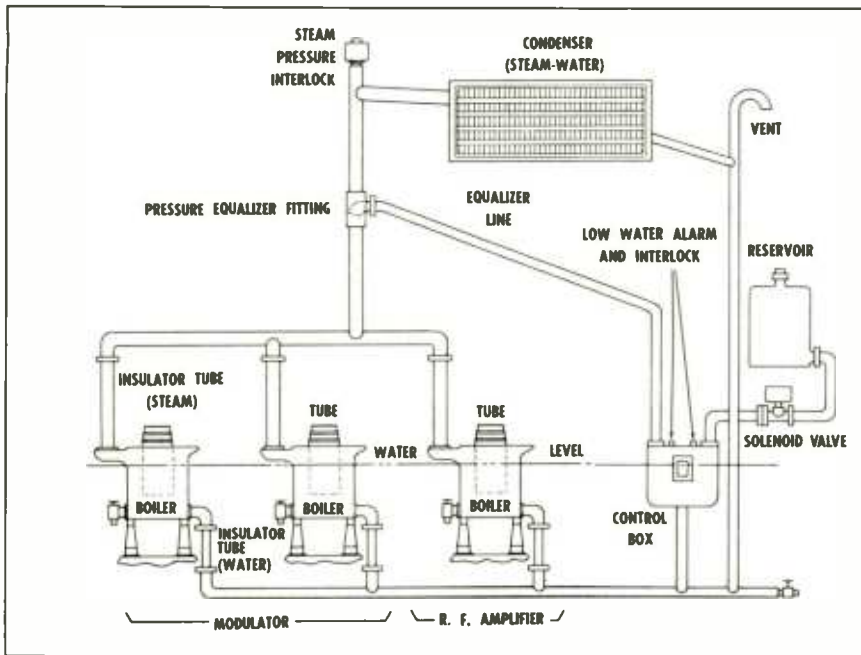 STEAM
PRESSURE
INTERLOCK
CONDENSER
(STEAM-WATER)
VENT
PRESSURE EQUALIZER FITTING
EQUALIZER
LINE
LOW WATER ALARM
AND INTERLOCK
RESERVOIR
INSULATOR TUBE
(STEAM)
TUBE
TUBE
WATER
LEVEL
SOLENOID VALVE
BOILER
BOILER
BOILER
INSULATOR
TUBE
(WATER)
CONTROL
BOX
MODULATOR
R. F. AMPLIFIER